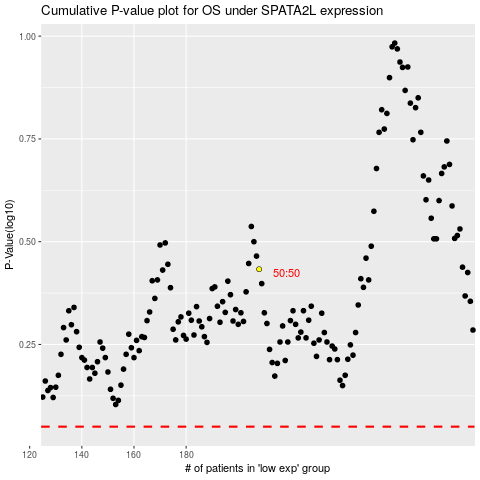 Cumulative P-value plot for OS under SPATA2L expression
1.00
0.75
0.50
0.25
P-Value(log10)
50:50
120 140 160 180
# of patients in 'low exp' group